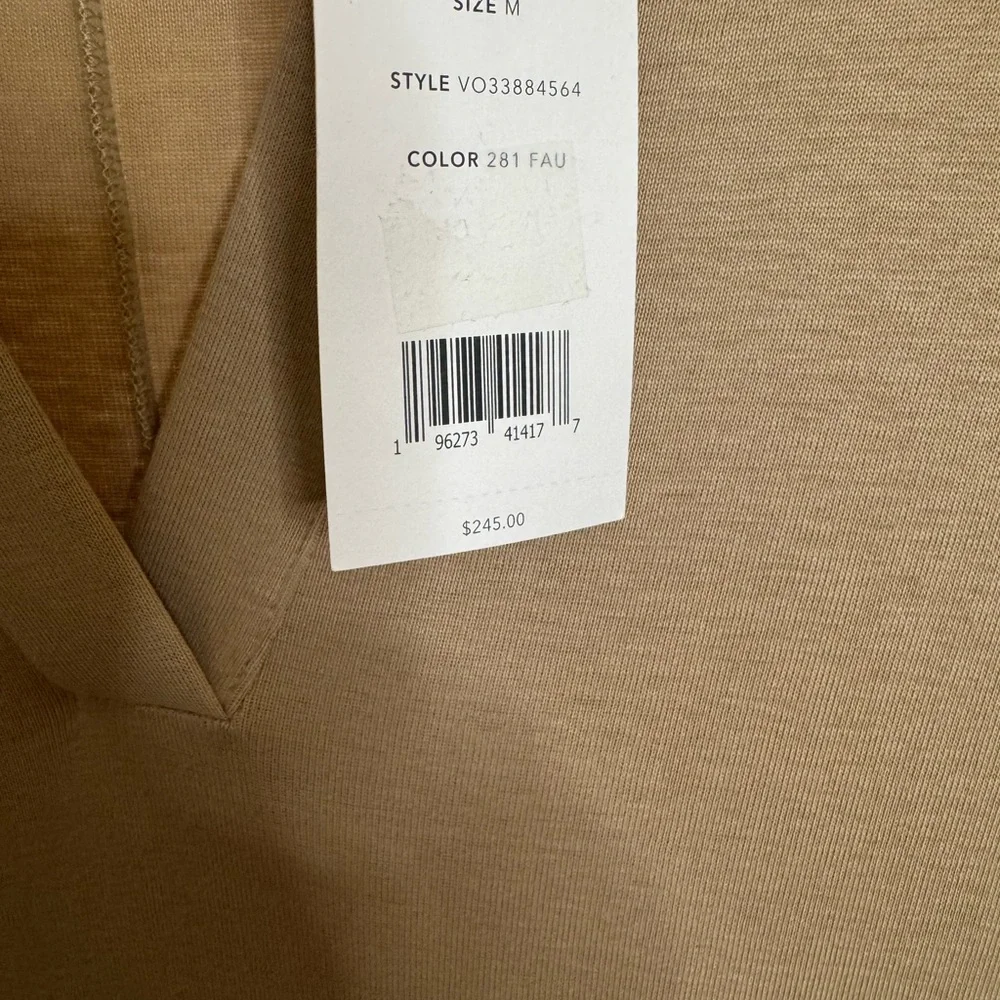 SIZE M
STYLE VO33884564
COLOR 281 FAU
1 96273 41417 7
$245.00